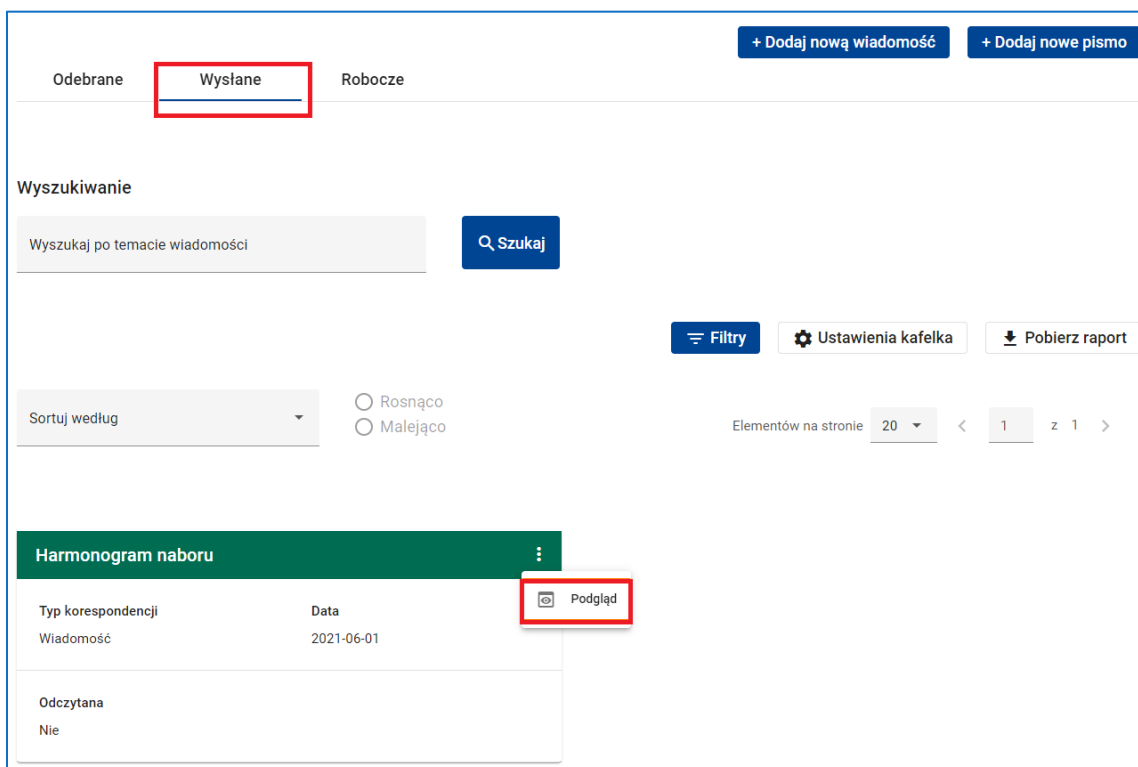 + Dodaj nową wiadomość + Dodaj nowe pismo
Odebrane Wysłane Robocze
Wyszukiwanie
Wyszukaj po temacie wiadomości Szukaj
Filtry Ustawienia kafelka Pobierz raport
Sortuj według
Rosnąco
Malejąco
Elementów na stronie 20 < 1 z 1 >
Harmonogram naboru
Podgląd
Typ korespondencji Data
Wiadomość 2021-06-01
Odczytana
Nie